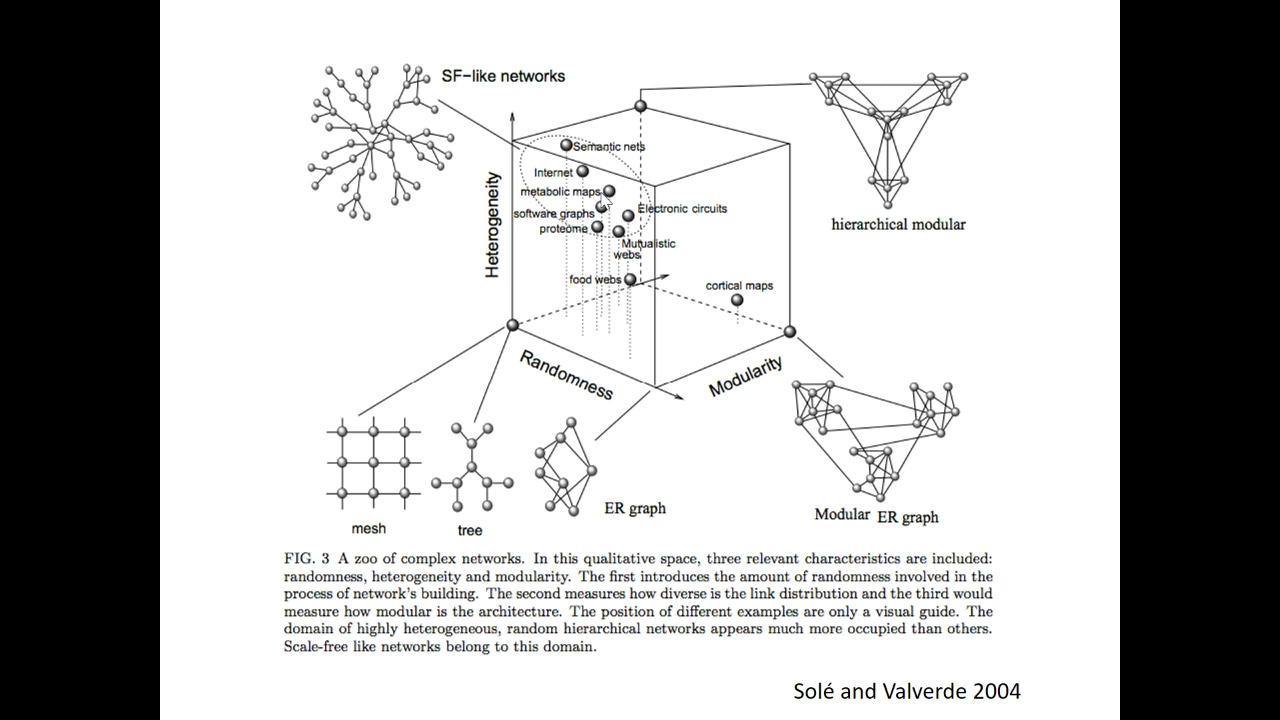 SF-like networks
Semantic nets
Internet
metabolic maps
software graphs
Electronic circuits
proteome
Mutualistic
webs
food webs
cortical maps
Heterogeneity
Randomness
Modularity
hierarchical modular
mesh
tree
ER graph
Modular ER graph
FIG. 3 A zoo of complex networks. In this qualitative space, three relevant characteristics are included:
randomness, heterogeneity and modularity. The first introduces the amount of randomness involved in the
process of network's building. The second measures how diverse is the link distribution and the third would
measure how modular is the architecture. The position of different examples are only a visual guide. The
domain of highly heterogeneous, random hierarchical networks appears much more occupied than others.
Scale-free like networks belong to this domain.
Solé and Valverde 2004